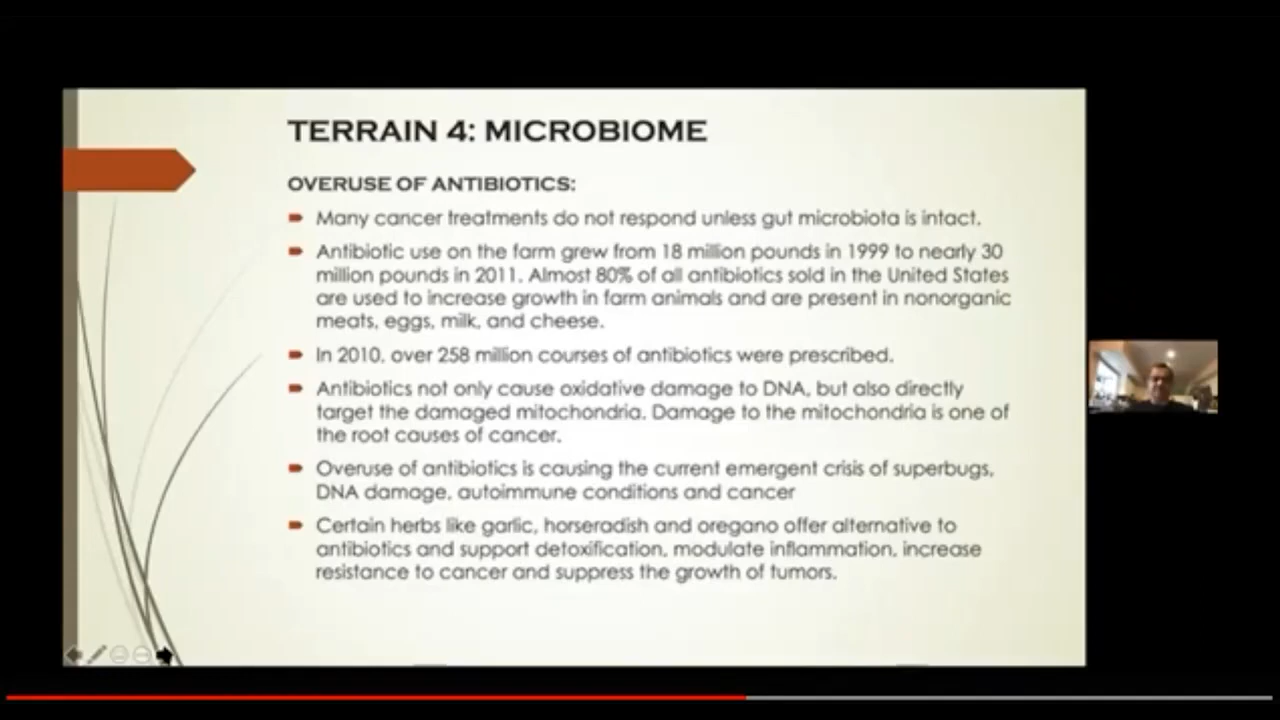 TERRAIN 4: MICROBIOME
OVERUSE OF ANTIBIOTICS:
Many cancer treatments do not respond unless gut microbiota is intact.
Antibiotic use on the farm grew from 18 million pounds in 1999 to nearly 30
million pounds in 2011. Almost 80% of all antibiotics sold in the United States
are used to increase growth in farm animals and are present in nonorganic
meats, eggs, milk, and cheese.
In 2010, over 258 million courses of antibiotics were prescribed.
Antibiotics not only cause oxidative damage to DNA, but also directly
target the damaged mitochondria. Damage to the mitochondria is one of
the root causes of cancer.
Overuse of antibiotics is causing the current emergent crisis of superbugs,
DNA damage, autoimmune conditions and cancer
Certain herbs like garlic, horseradish and oregano offer alternative to
antibiotics and support detoxification, modulate inflammation, increase
resistance to cancer and suppress the growth of tumors.